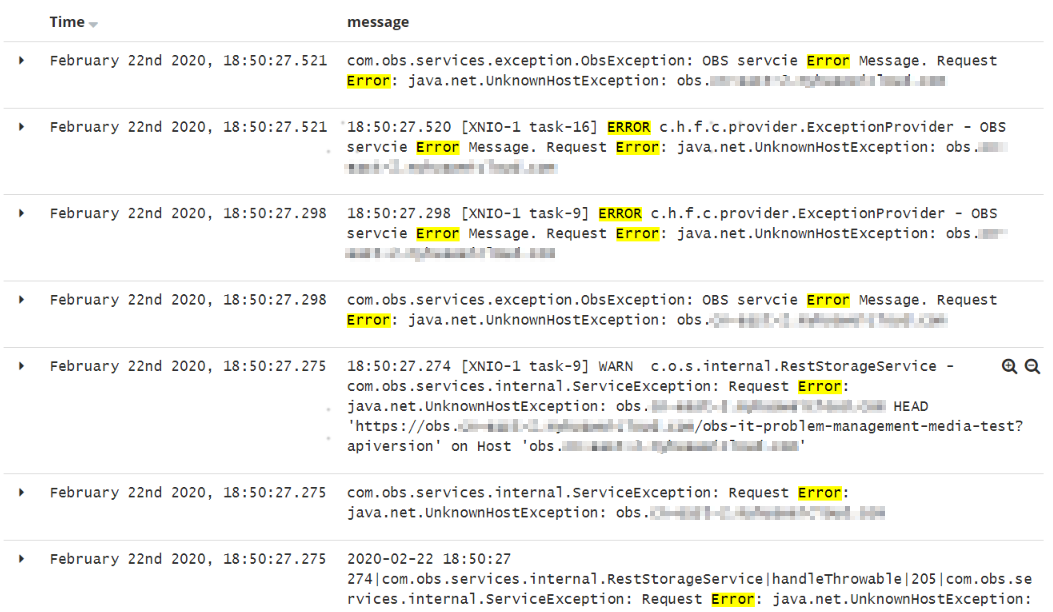 Time message
February 22nd 2020, 18:50:27.521 com.obs.services.exception.ObsException: OBS servcie Error Message. Request
Error: java.net.UnknownHostException: obs.
February 22nd 2020, 18:50:27.521 18:50:27.520 [XNIO-1 task-16] ERROR c.h.f.c.provider.ExceptionProvider - OBS
servcie Error Message. Request Error: java.net.UnknownHostException: obs.
February 22nd 2020, 18:50:27.298 18:50:27.298 [XNIO-1 task-9] ERROR c.h.f.c.provider.ExceptionProvider - OBS
servcie Error Message. Request Error: java.net.UnknownHostException: obs.
February 22nd 2020, 18:50:27.298 com.obs.services.exception.ObsException: OBS servcie Error Message. Request
Error: java.net.UnknownHostException: obs.
February 22nd 2020, 18:50:27.275 18:50:27.274 [XNIO-1 task-9] WARN c.o.s.internal.RestStorageService -
com.obs.services.internal.ServiceException: Request Error:
java.net.UnknownHostException: obs. HEAD
'https://obs. /obs-it-problem-management-media-test?
apiversion' on Host 'obs. '
February 22nd 2020, 18:50:27.275 com.obs.services.internal.ServiceException: Request Error:
java.net.UnknownHostException: obs.
February 22nd 2020, 18:50:27.275 2020-02-22 18:50:27
274|com.obs.services.internal.RestStorageService|handleThrowable|205|com.obs.se
rvices.internal.ServiceException: Request Error: java.net.UnknownHostException: